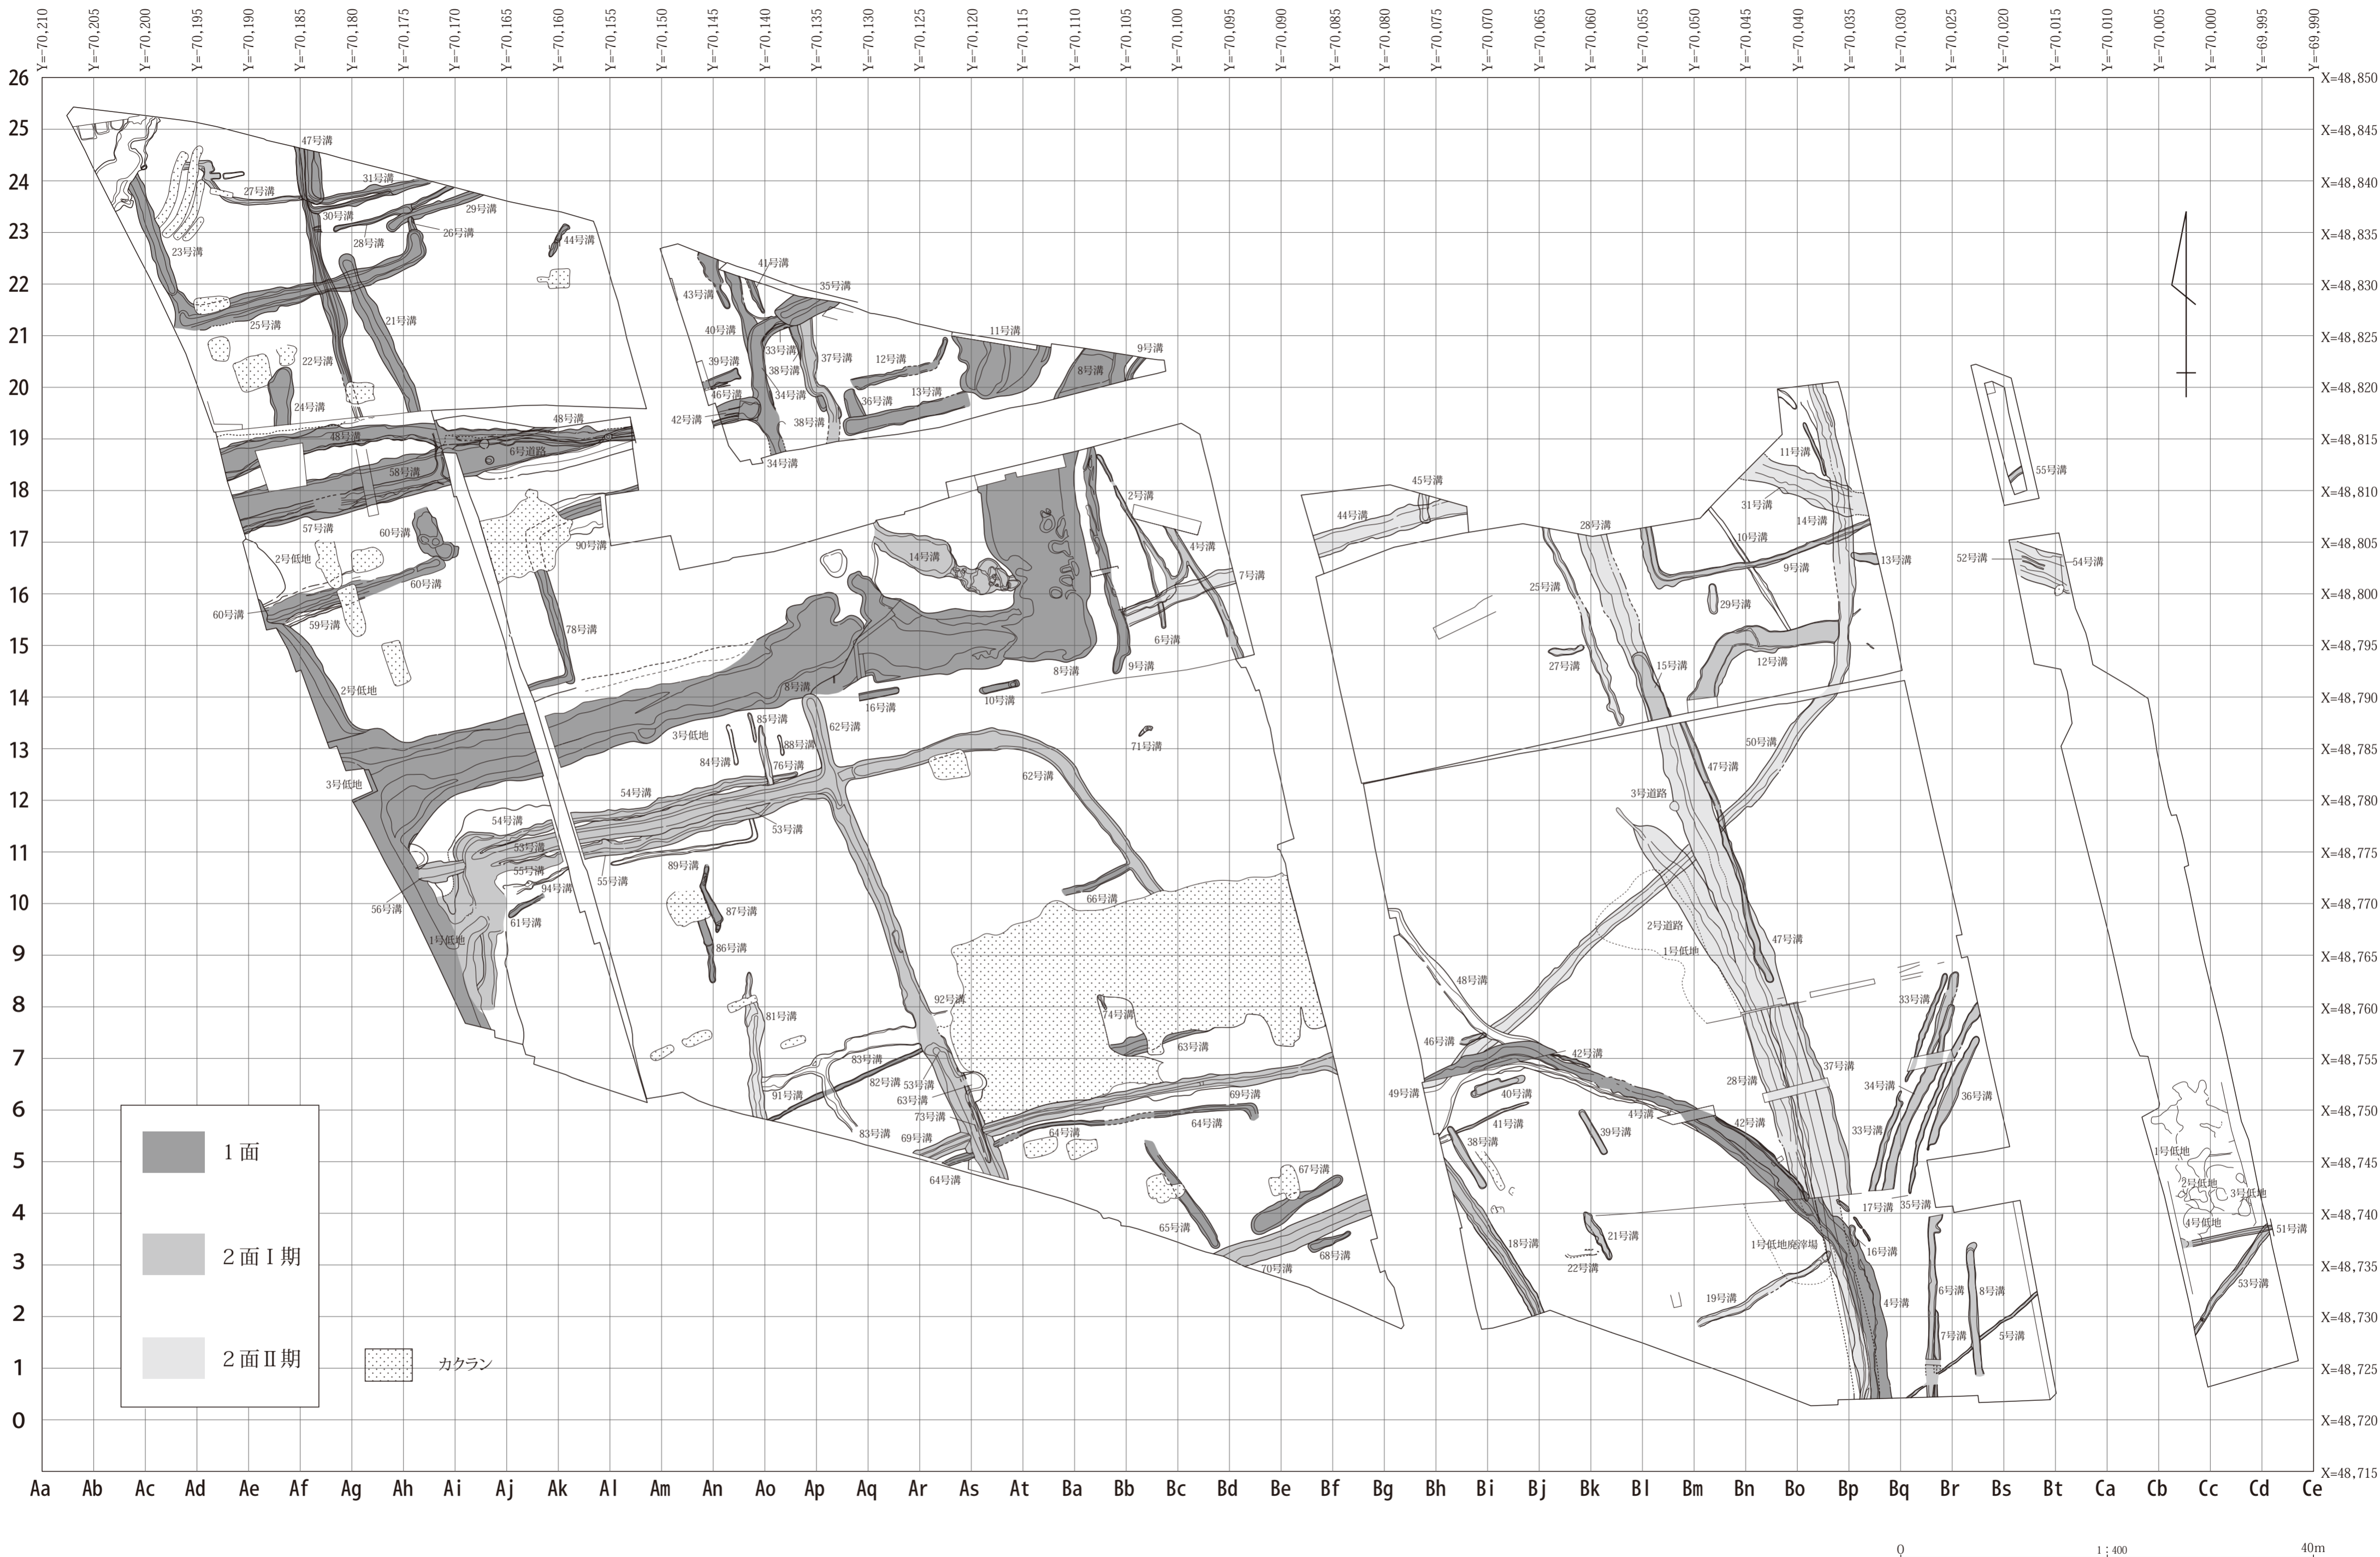 Y=-70,210 Y=-70,205 Y=-70,200 Y=-70,195 Y=-70,190 Y=-70,185 Y=-70,180 Y=-70,175 Y=-70,170 Y=-70,165 Y=-70,160 Y=-70,155 Y=-70,150 Y=-70,145 Y=-70,140 Y=-70,135 Y=-70,130 Y=-70,125 Y=-70,120 Y=-70,115 Y=-70,110 Y=-70,105 Y=-70,100 Y=-70,095 Y=-70,090 Y=-70,085 Y=-70,080 Y=-70,075 Y=-70,070 Y=-70,065 Y=-70,060 Y=-70,055 Y=-70,050 Y=-70,045 Y=-70,040 Y=-70,035 Y=-70,030 Y=-70,025 Y=-70,020 Y=-70,015 Y=-70,010 Y=-70,005 Y=-70,000 Y=-69,995 Y=-69,990
26 X=48,850
25 X=48,845
47号溝
24 31号溝 X=48,840
27号溝
30号溝 29号溝
23 26号溝 X=48,835
28号溝 44号溝
23号溝
41号溝
22 35号溝 X=48,830
43号溝
25号溝 21号溝
40号溝 11号溝
21 X=48,825
33号溝 9号溝
22号溝 39号溝 37号溝 12号溝
38号溝 8号溝
20 X=48,820
46号溝 34号溝 36号溝 13号溝
24号溝
42号溝 38号溝
48号溝
19 48号溝 X=48,815
6号道路 11号溝
34号溝
58号溝 55号溝
45号溝
18 X=48,810
2号溝
31号溝
57号溝 44号溝 14号溝
60号溝 28号溝
17 90号溝 4号溝 10号溝 X=48,805
2号低地 14号溝 13号溝 52号溝 54号溝
9号溝
7号溝
60号溝 25号溝
16 X=48,800
60号溝 29号溝
59号溝
78号溝
6号溝
15 X=48,795
9号溝 27号溝 15号溝 12号溝
8号溝
2号低地 8号溝
14 X=48,790
16号溝 10号溝
85号溝
62号溝
3号低地 88号溝 71号溝 50号溝
13 X=48,785
84号溝 76号溝
62号溝 47号溝
3号低地
54号溝 3号道路
12 X=48,780
54号溝 53号溝
53号溝
11 X=48,775
55号溝 89号溝
94号溝 55号溝
66号溝
56号溝 87号溝
10 61号溝 X=48,770
2号道路
1号低地 86号溝 47号溝
1号低地
9 X=48,765
48号溝
92号溝 33号溝
8 X=48,760
81号溝 74号溝
46号溝
63号溝
7 83号溝 42号溝 X=48,755
37号溝
82号溝 53号溝 28号溝 34号溝
91号溝 63号溝 69号溝 49号溝 40号溝 36号溝
6 X=48,750
73号溝 64号溝 41号溝 4号溝
83号溝 69号溝 64号溝 39号溝 42号溝 33号溝
38号溝
1号低地
5 X=48,745
67号溝
64号溝 2号低地
3号低地
17号溝 35号溝
4 X=48,740
65号溝 4号低地 51号溝
21号溝
18号溝 1号低地廃滓場 16号溝
68号溝
3 70号溝 22号溝 X=48,735
53号溝
6号溝 8号溝
19号溝 4号溝
2 X=48,730
7号溝 5号溝
1 X=48,725
0 X=48,720
X=48,715
1面
2面Ⅰ期
2面Ⅱ期
カクラン
Aa Ab Ac Ad Ae Af Ag Ah Ai Aj Ak Al Am An Ao Ap Aq Ar As At Ba Bb Bc Bd Be Bf Bg Bh Bi Bj Bk Bl Bm Bn Bo Bp Bq Br Bs Bt Ca Cb Cc Cd Ce
0 1:400 40m